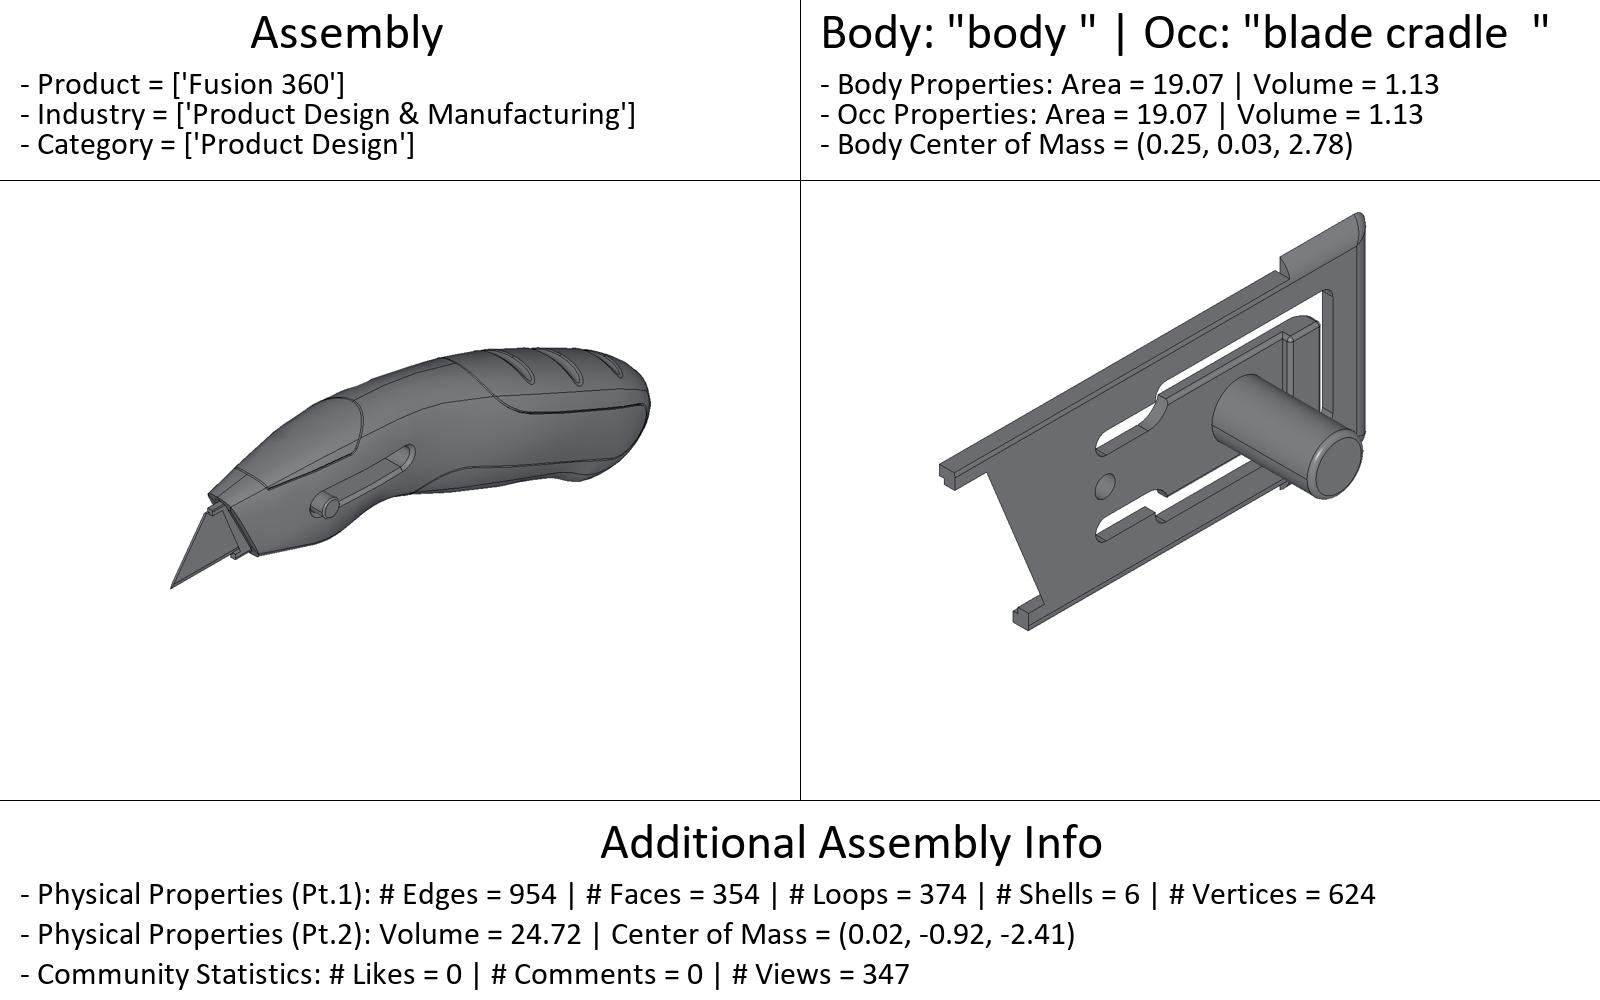 Assembly
- Product = ['Fusion 360']
- Industry = ['Product Design & Manufacturing']
- Category = ['Product Design']
Body: "body " | Occ: "blade cradle  "
- Body Properties: Area = 19.07 | Volume = 1.13
- Occ Properties: Area = 19.07 | Volume = 1.13
- Body Center of Mass = (0.25, 0.03, 2.78)
Additional Assembly Info
- Physical Properties (Pt.1): # Edges = 954 | # Faces = 354 | # Loops = 374 | # Shells = 6 | # Vertices = 624
- Physical Properties (Pt.2): Volume = 24.72 | Center of Mass = (0.02, -0.92, -2.41)
- Community Statistics: # Likes = 0 | # Comments = 0 | # Views = 347